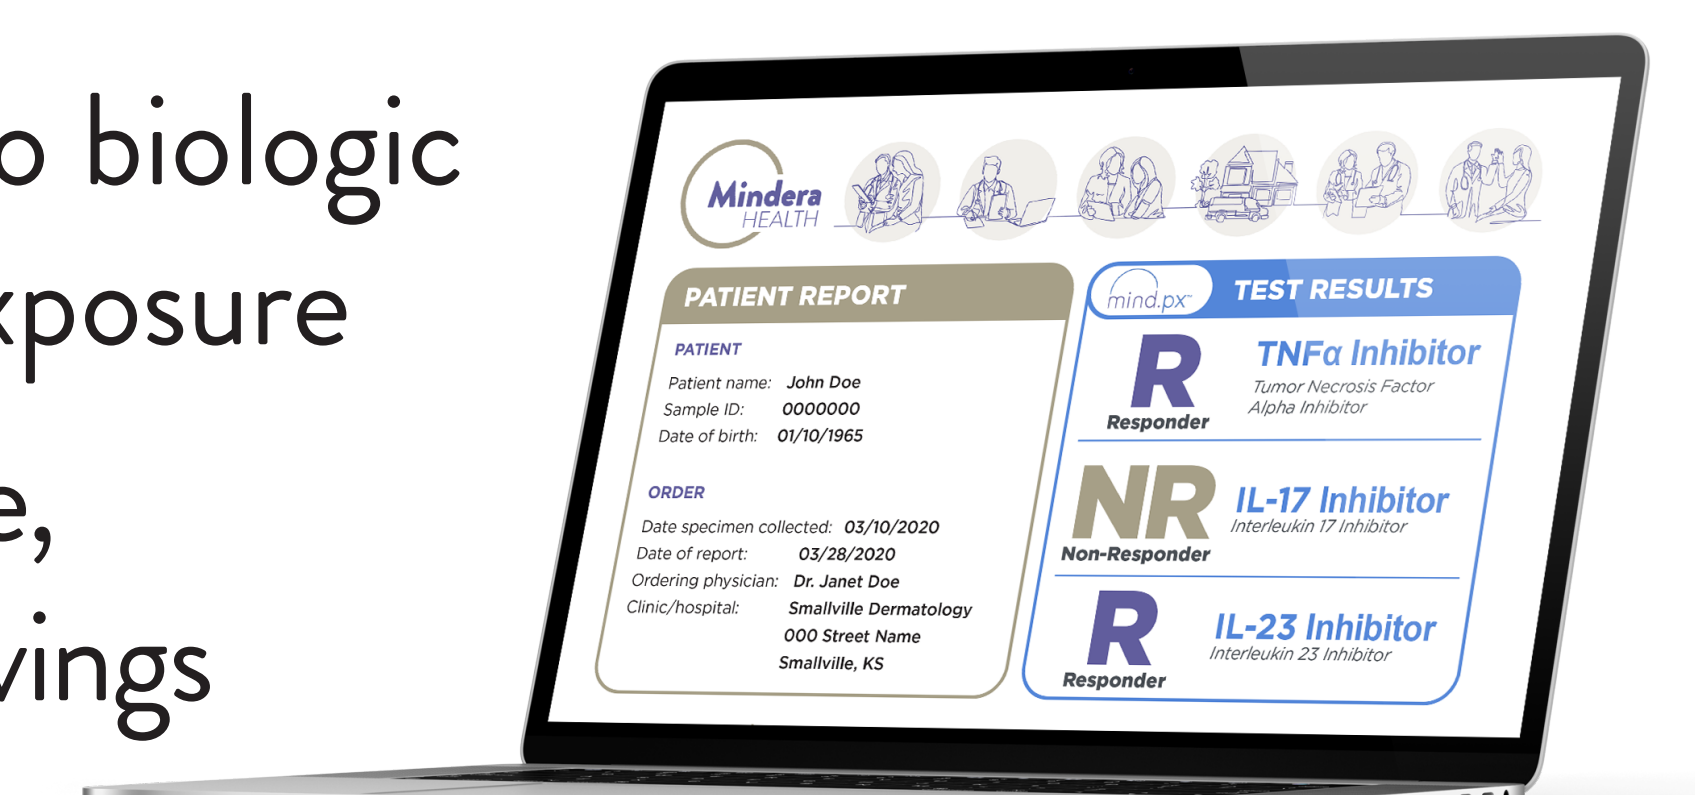 biologic
posure
vings
Mindera
HEALTH
PATIENT REPORT
PATIENT
Patient name: John Doe
Sample ID: 0000000
Date of birth: 01/10/1965
ORDER
Date specimen collected: 03/10/2020
Date of report: 03/28/2020
Ordering physician: Dr. Janet Doe
Clinic/hospital: Smallville Dermatology
000 Street Name
Smallville, KS
mind.px™ TEST RESULTS
R
Responder
TNFα Inhibitor
Tumor Necrosis Factor
Alpha Inhibitor
NR
Non-Responder
IL-17 Inhibitor
Interleukin 17 Inhibitor
R
Responder
IL-23 Inhibitor
Interleukin 23 Inhibitor